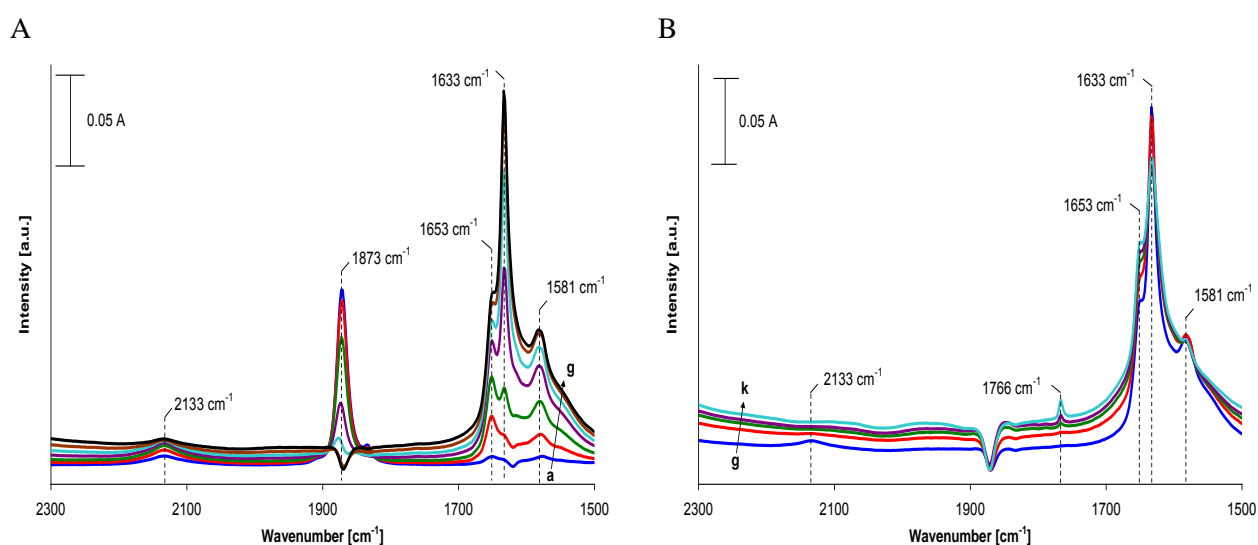 A
1633 cm⁻¹
0.05 A
1653 cm⁻¹
1873 cm⁻¹
1581 cm⁻¹
g
2133 cm⁻¹
a
Intensity [a.u.]
2300 2100 1900 1700 1500
Wavenumber [cm⁻¹]
B
1633 cm⁻¹
0.05 A
1653 cm⁻¹
1581 cm⁻¹
k
2133 cm⁻¹
1766 cm⁻¹
g
Intensity [a.u.]
2300 2100 1900 1700 1500
Wavenumber [cm⁻¹]